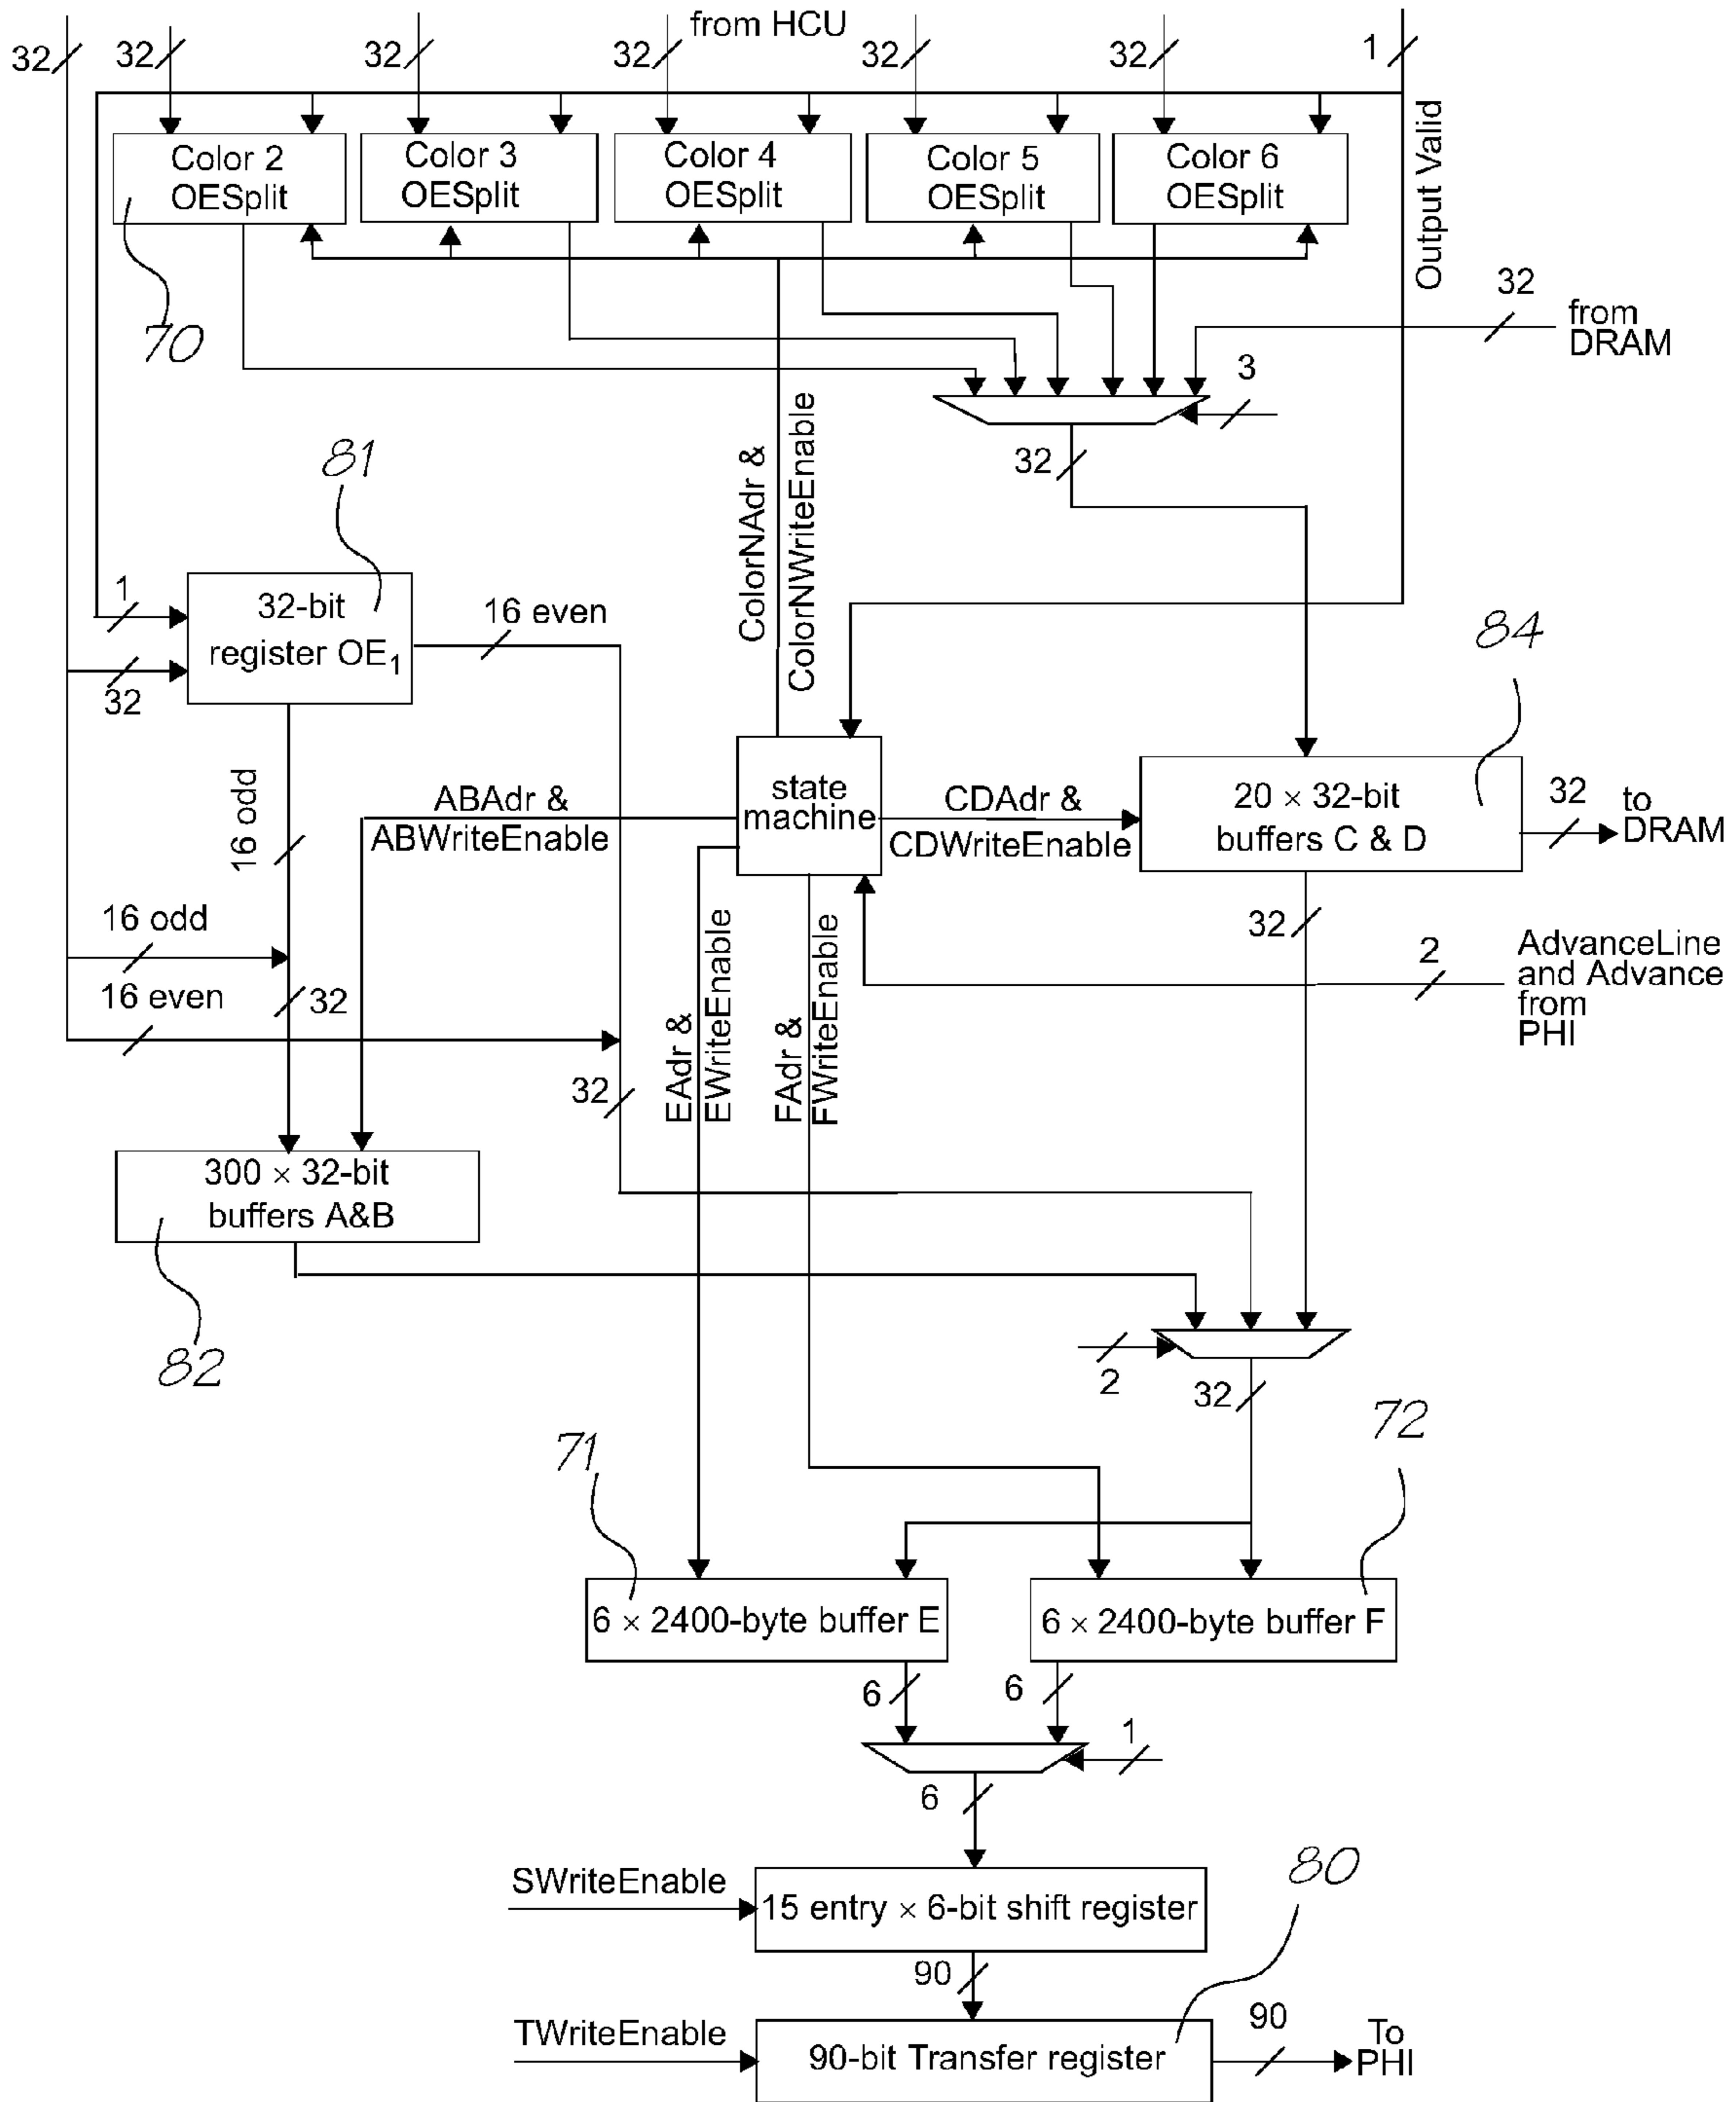 from HCU
32
32
32
32
32
32
1
Color 2
OESplit
Color 3
OESplit
Color 4
OESplit
Color 5
OESplit
Color 6
OESplit
Output Valid
70
32
from
DRAM
3
32
81
ColorNAdr &
ColorNWriteEnable
1
32-bit
register OE1
16 even
32
84
16 odd
ABAdr &
ABWriteEnable
state
machine
CDAdr &
CDWriteEnable
20 × 32-bit
buffers C & D
32
to
DRAM
16 odd
16 even
32
32
EAdr &
EWriteEnable
FAdr &
FWriteEnable
32
2
AdvanceLine
and Advance
from
PHI
300 × 32-bit
buffers A&B
82
2
32
71
72
6 × 2400-byte buffer E
6 × 2400-byte buffer F
6
6
1
6
80
SWriteEnable
15 entry × 6-bit shift register
90
TWriteEnable
90-bit Transfer register
90
To
PHI